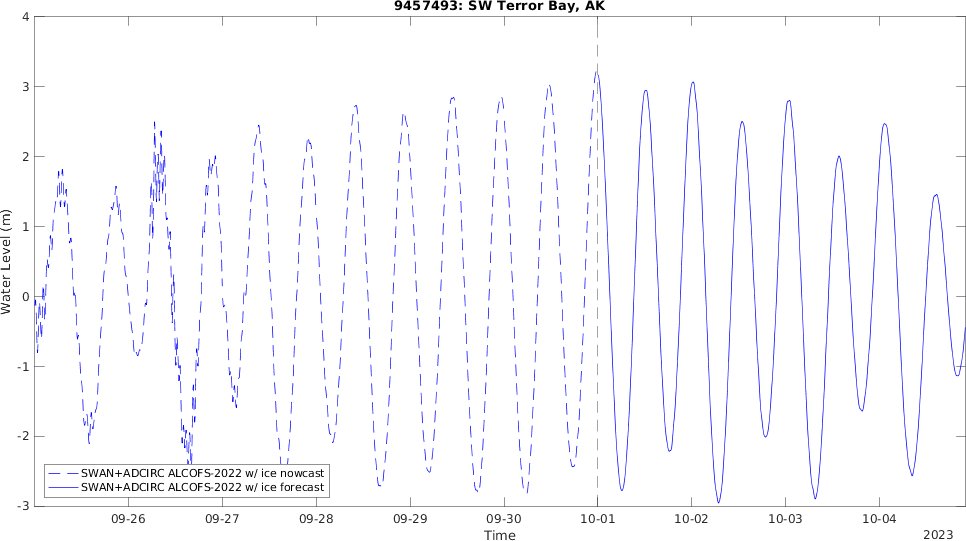 9457493: SW Terror Bay, AK
4
3
2
1
0
-1
-2
-3
Water Level (m)
SWAN+ADCIRC ALCOFS-2022 w/ ice nowcast
SWAN+ADCIRC ALCOFS-2022 w/ ice forecast
09-26 09-27 09-28 09-29 09-30 10-01 10-02 10-03 10-04
Time
2023